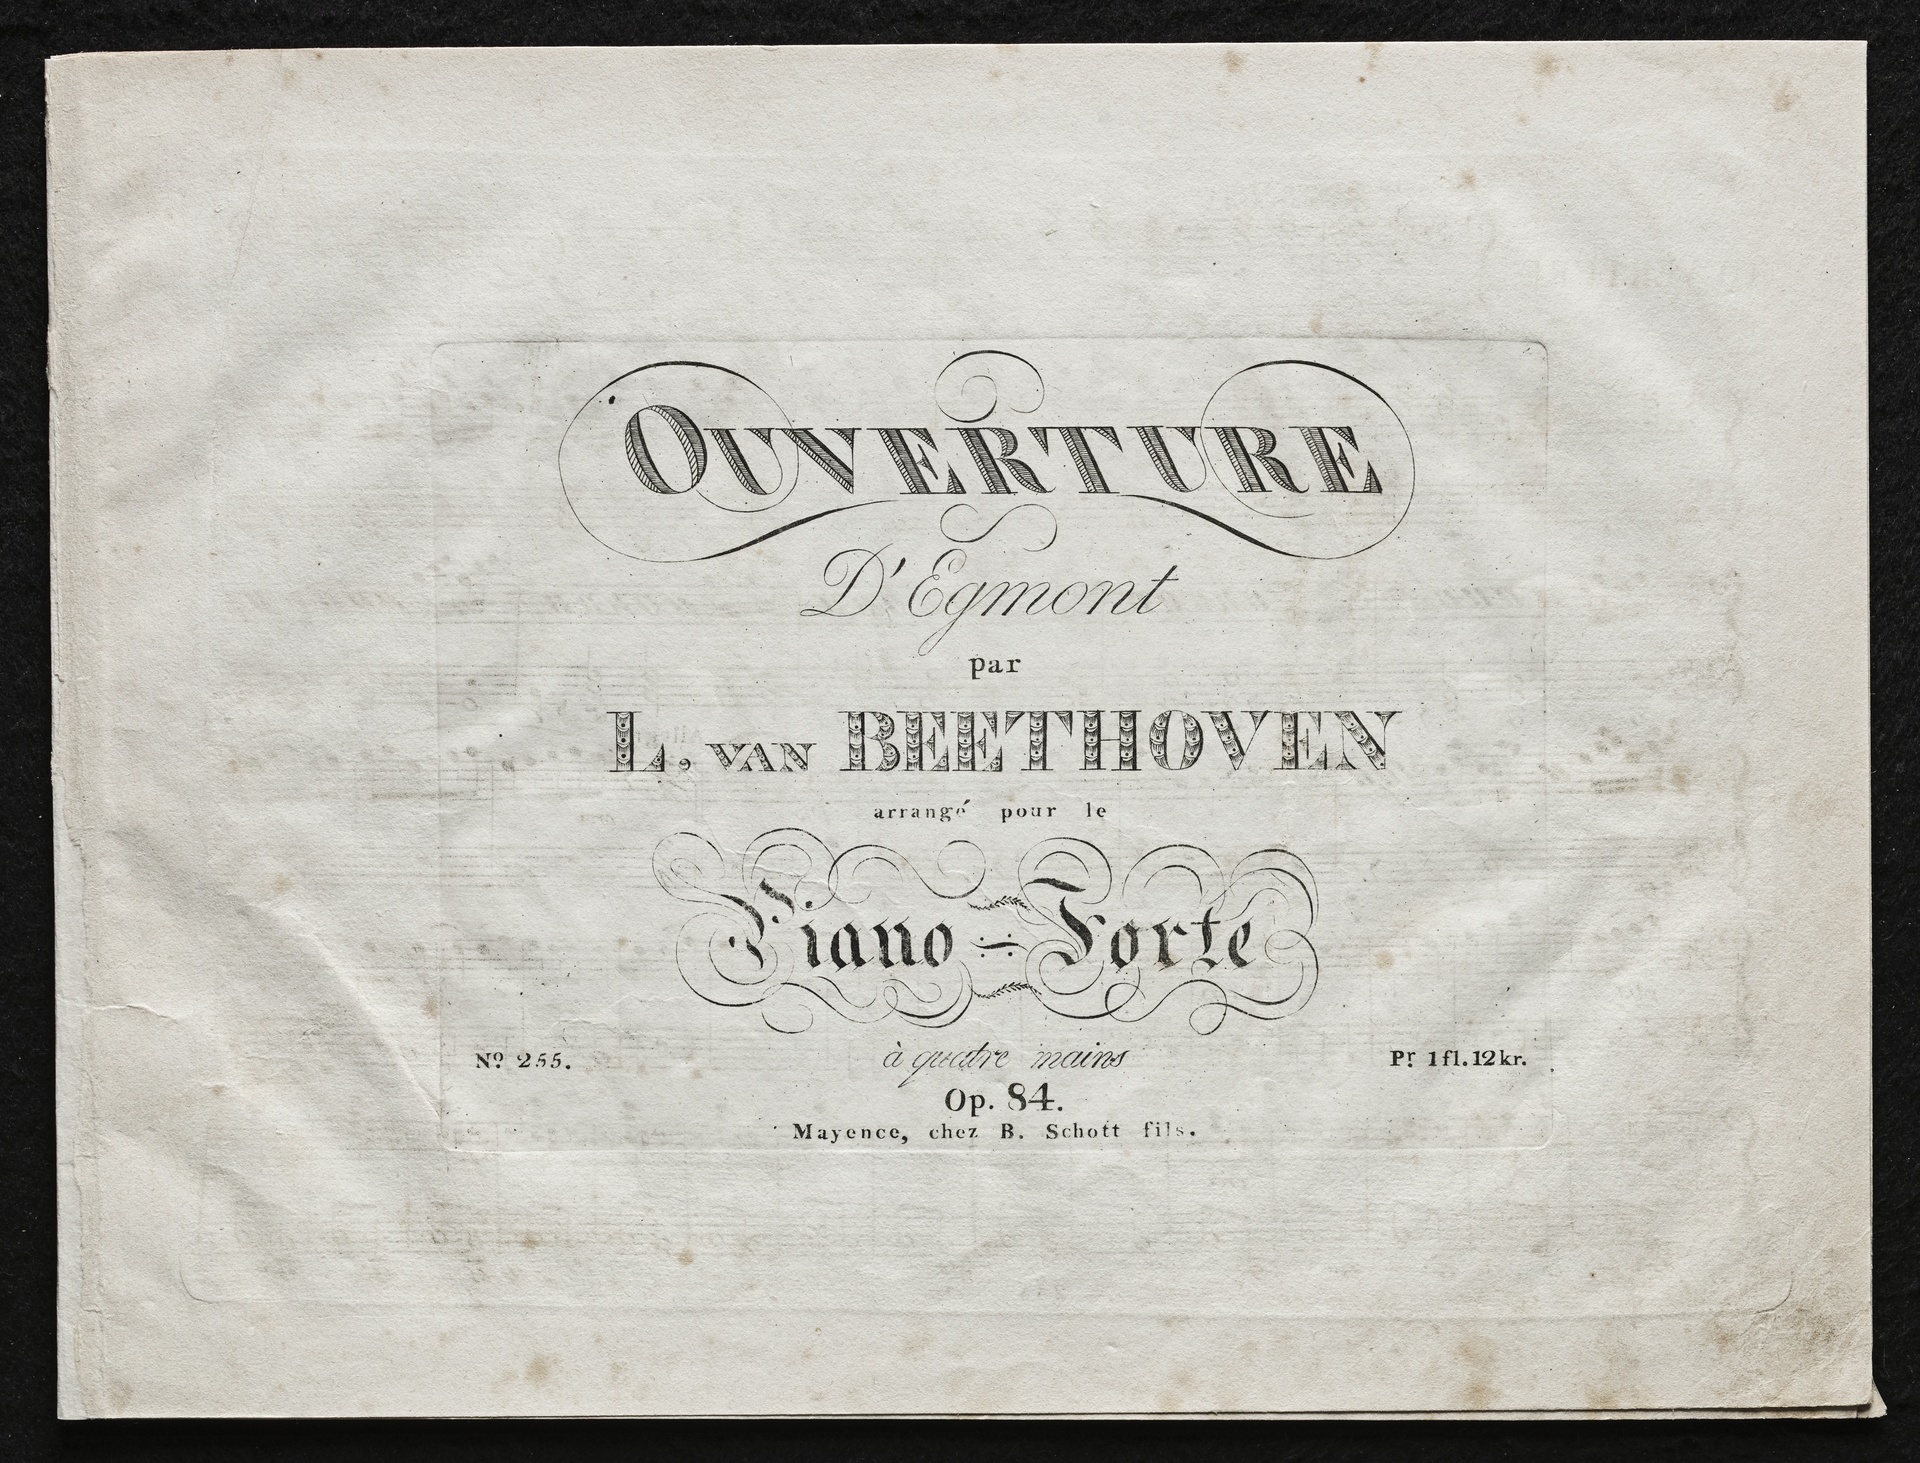 OUVERTURE
D'Egmont
par
L. VAN BEETHOVEN
arrangé pour le
Piano-Forte
à quatre mains
Nº 255.
Pr. 1 fl. 12 kr.
Op. 84.
Mayence, chez B. Schott fils.